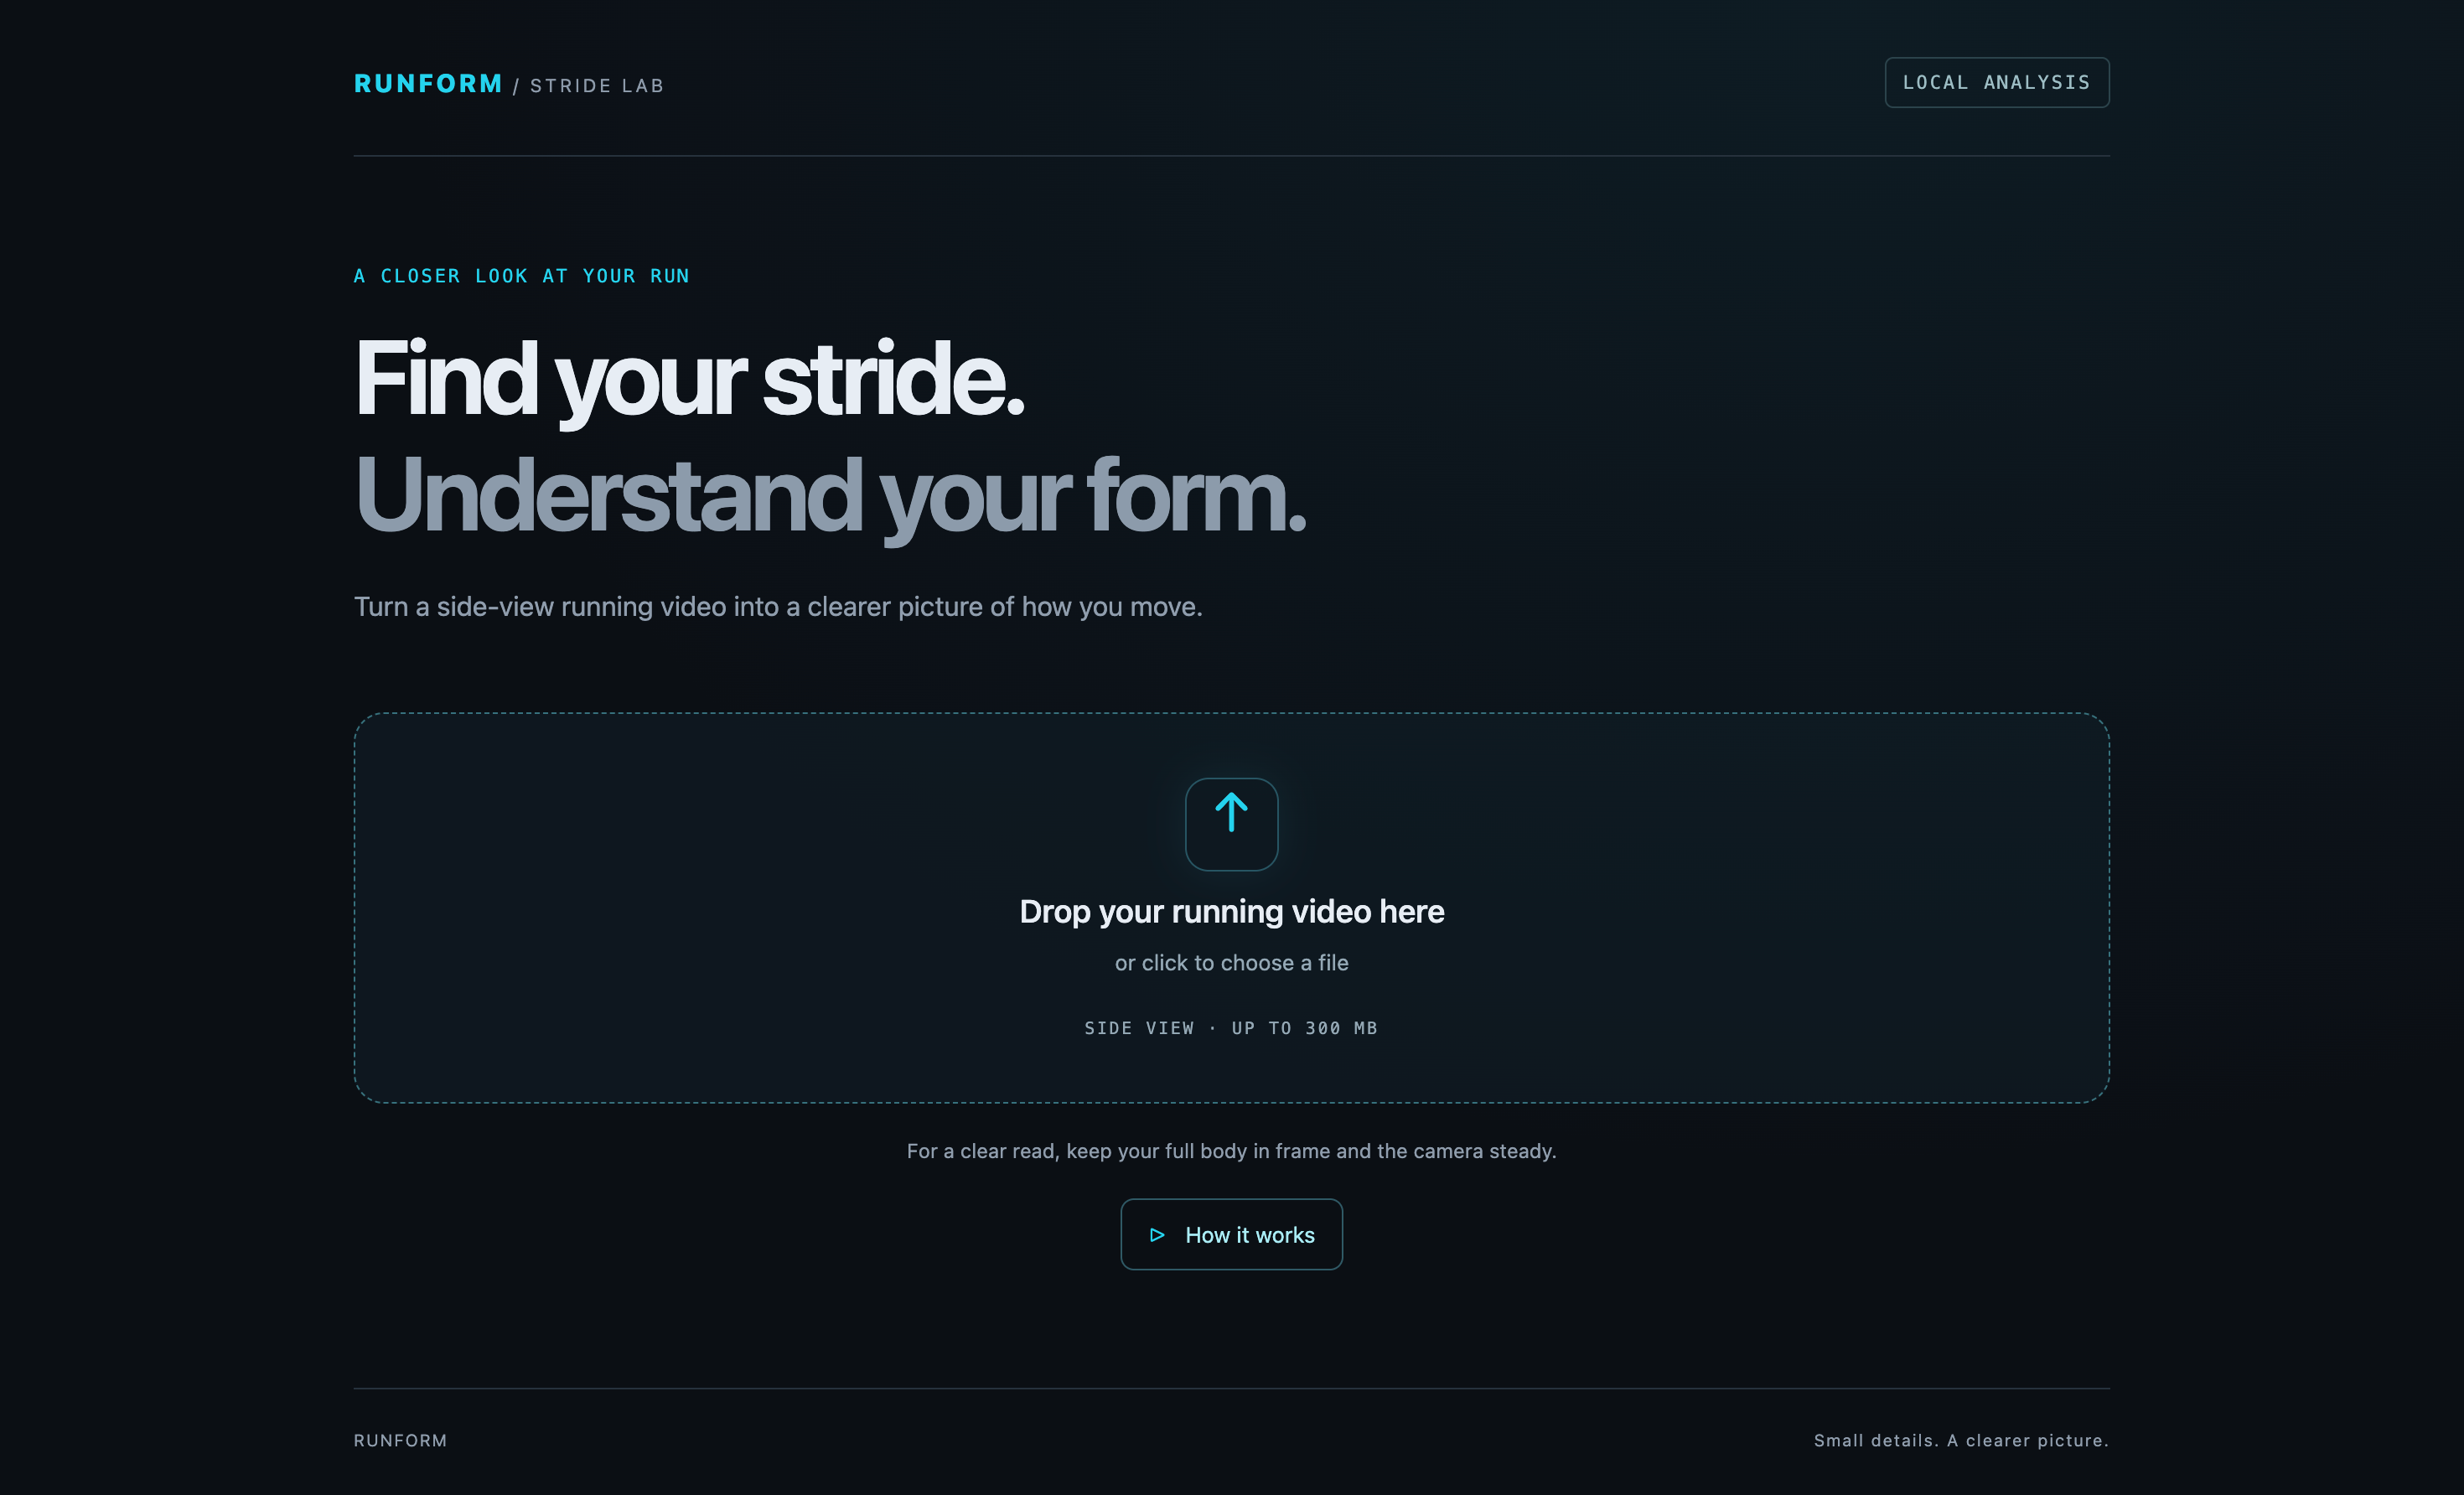 RUNFORM / STRIDE LAB
LOCAL ANALYSIS
A CLOSER LOOK AT YOUR RUN
Find your stride.
Understand your form.
Turn a side-view running video into a clearer picture of how you move.
Drop your running video here
or click to choose a file
SIDE VIEW · UP TO 300 MB
For a clear read, keep your full body in frame and the camera steady.
How it works
RUNFORM
Small details. A clearer picture.